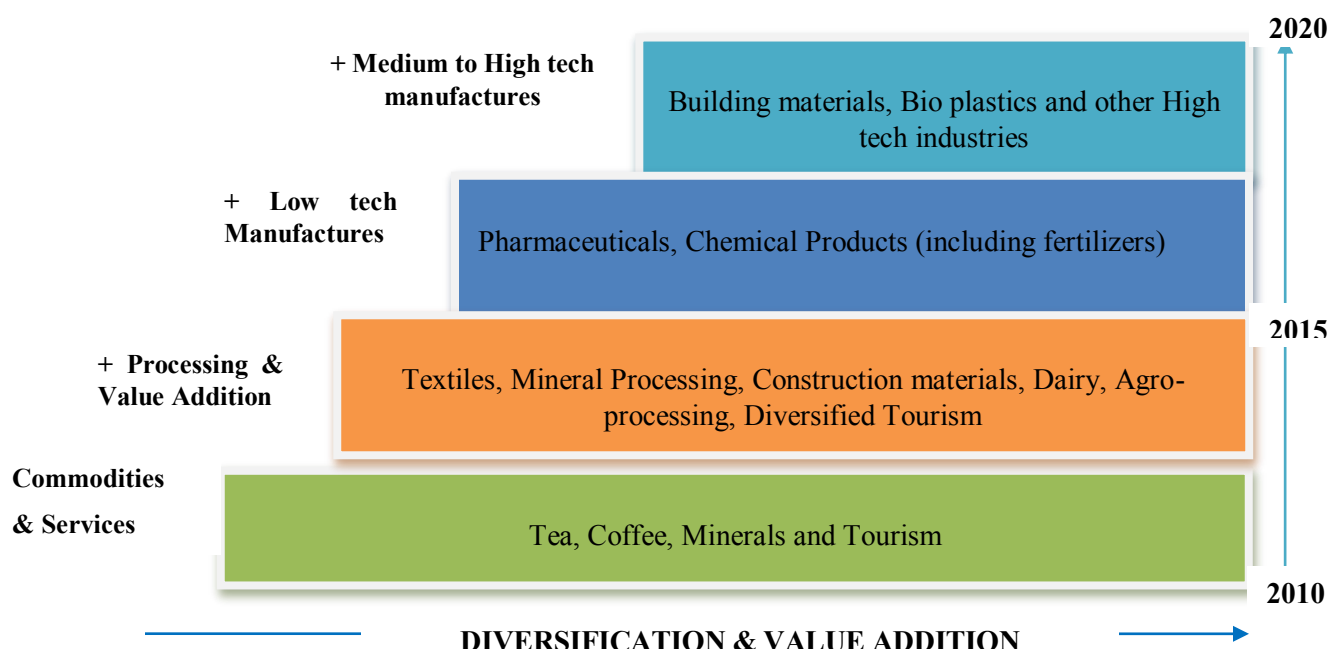 2020
+ Medium to High tech
manufactures
Building materials, Bio plastics and other High
tech industries
+ Low tech
Manufactures
Pharmaceuticals, Chemical Products (including fertilizers)
2015
+ Processing &
Value Addition
Textiles, Mineral Processing, Construction materials, Dairy, Agro-
processing, Diversified Tourism
Commodities
& Services
Tea, Coffee, Minerals and Tourism
2010
DIVERSIFICATION & VALUE ADDITION